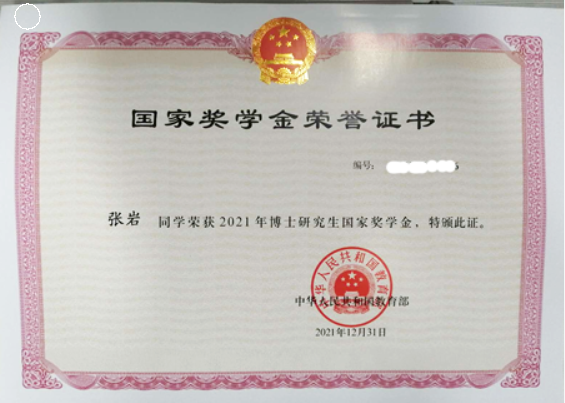 国家奖学金荣誉证书
编号：
张岩 同学荣获2021年博士研究生国家奖学金、特颁此证。
中华人民共和国教育部
中华人民共和国教育部
2021年12月31日